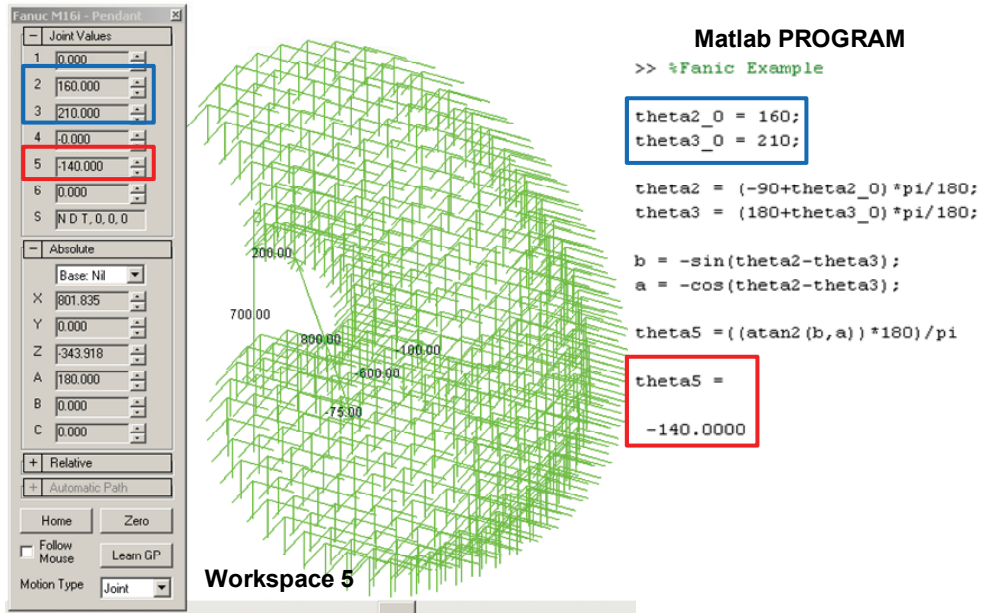 Fanuc M16i - Pendant
Joint Values
1 0.000
2 160.000
3 210.000
4 -0.000
5 -140.000
6 0.000
S N D T, 0, 0, 0
Absolute
Base: Nil
X 801.835
Y 0.000
Z -343.918
A 180.000
B 0.000
C 0.000
+ Relative
+ Automatic Path
Home Zero
Follow Mouse Learn GP
Motion Type Joint
200.00
700.00
800.00
-100.00
-600.00
-75.00
Workspace 5
Matlab PROGRAM
>> %Fanic Example
theta2_0 = 160;
theta3_0 = 210;
theta2 = (-90+theta2_0)*pi/180;
theta3 = (180+theta3_0)*pi/180;
b = -sin(theta2-theta3);
a = -cos(theta2-theta3);
theta5 =((atan2(b,a))*180)/pi
theta5 =
-140.0000